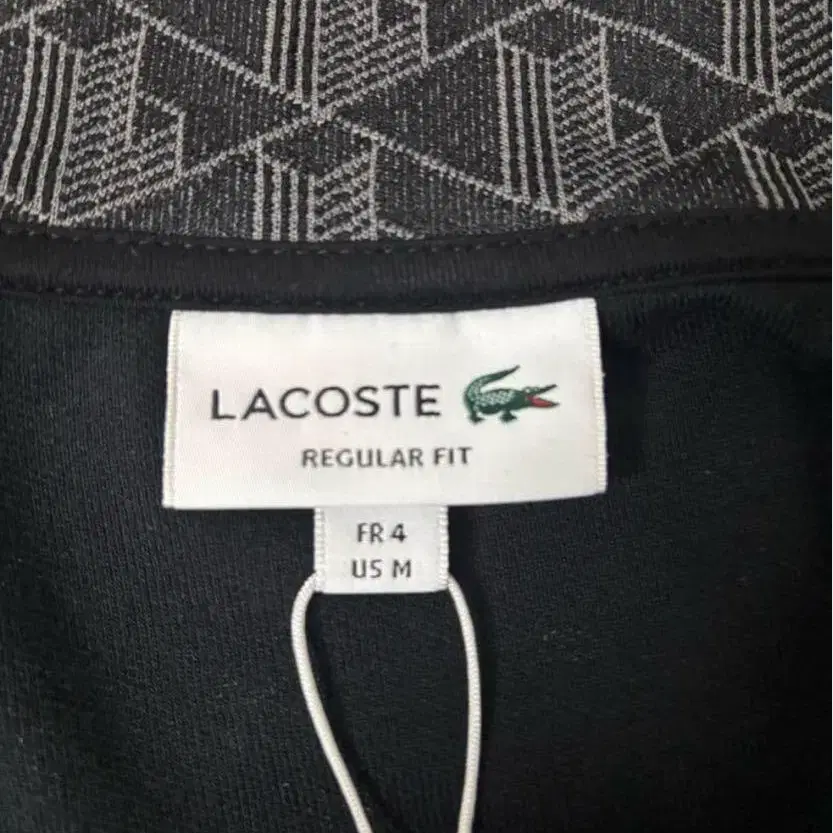 LACOSTE
REGULAR FIT
FR 4
US M